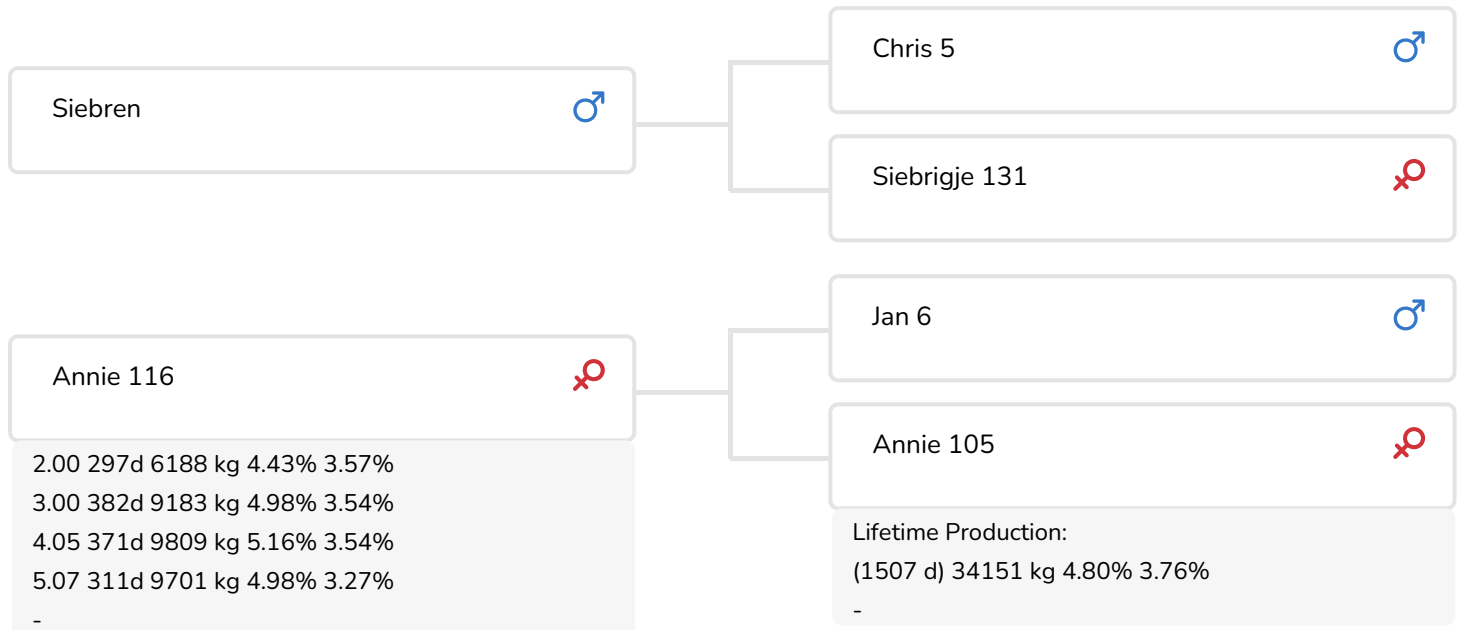 Siebren
Chris 5
Siebrigje 131
Annie 116
2.00 297d 6188 kg 4.43% 3.57%
3.00 382d 9183 kg 4.98% 3.54%
4.05 371d 9809 kg 5.16% 3.54%
5.07 311d 9701 kg 4.98% 3.27%
-
Jan 6
Annie 105
Lifetime Production:
(1507 d) 34151 kg 4.80% 3.76%
-